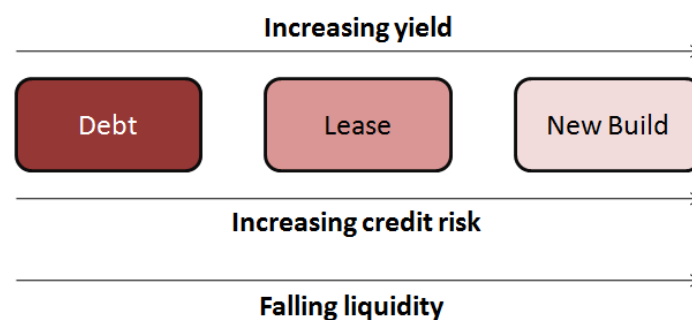 Increasing yield
Debt Lease New Build
Increasing credit risk
Falling liquidity